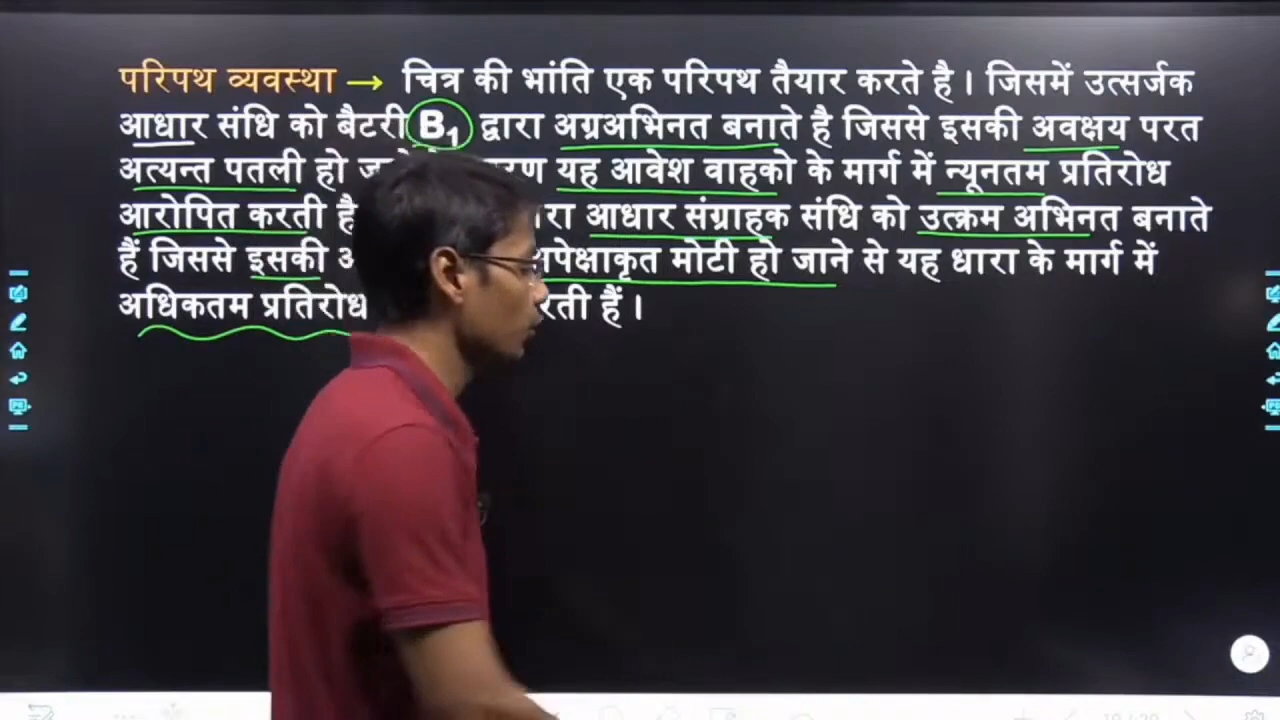 परिपथ व्यवस्था → चित्र की भांति एक परिपथ तैयार करते है । जिसमें उत्सर्जक
आधार संधि को बैटरी B₁ द्वारा अग्रअभिनत बनाते है जिससे इसकी अवक्षय परत
अत्यन्त पतली हो यह आवेश वाहको के मार्ग में न्यूनतम प्रतिरोध
आरोपित करती है आधार संग्राहक संधि को उत्क्रम अभिनत बनाते
हैं जिससे इसकी अपेक्षाकृत मोटी हो जाने से यह धारा के मार्ग में
अधिकतम प्रतिरोध हैं ।